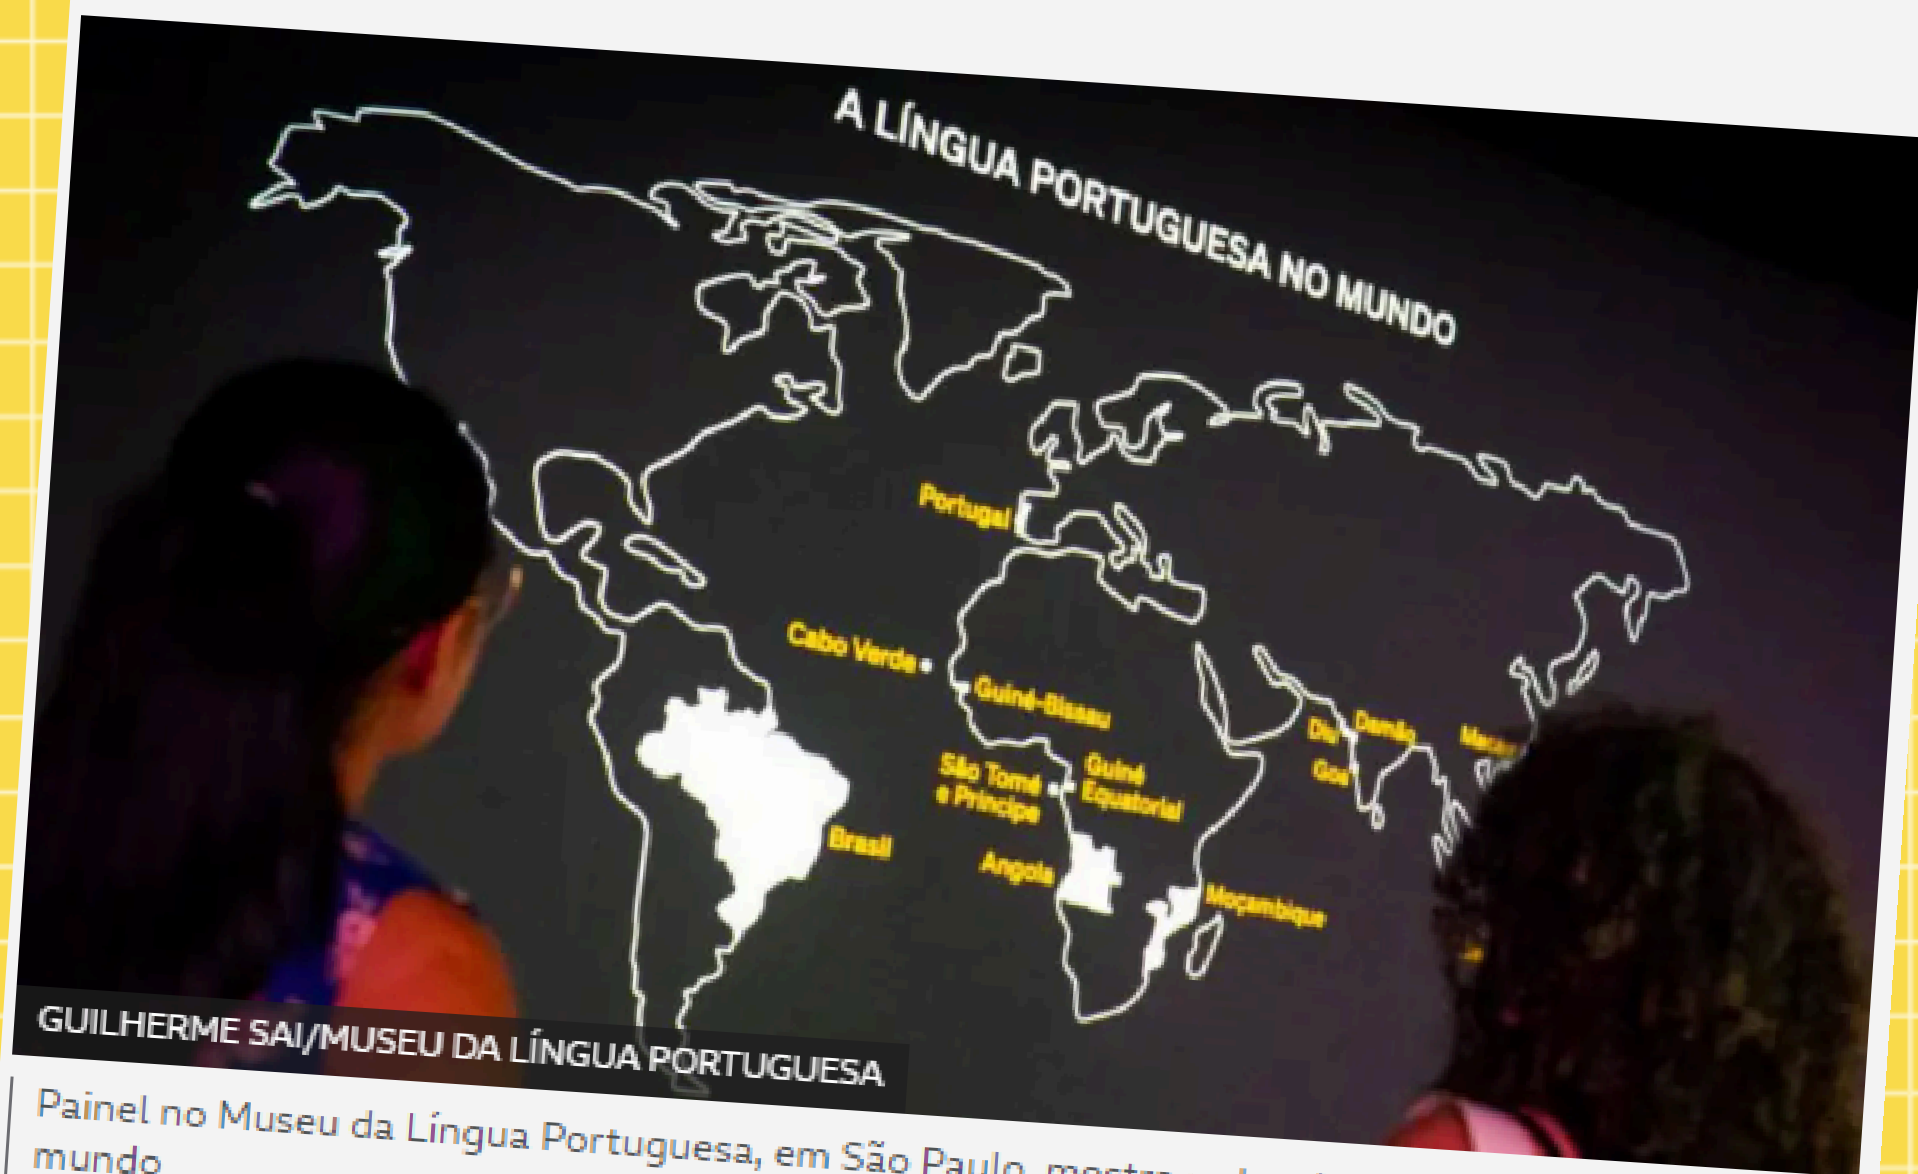 A LÍNGUA PORTUGUESA NO MUNDO
Portugal
Cabo Verde
Guiné-Bissau
São Tomé
e Príncipe
Guiné
Equatorial
Brasil
Angola
Moçambique
Diu
Damão
Goa
Macau
GUILHERME SAI/MUSEU DA LÍNGUA PORTUGUESA
Painel no Museu da Língua Portuguesa, em São Paulo,
mundo